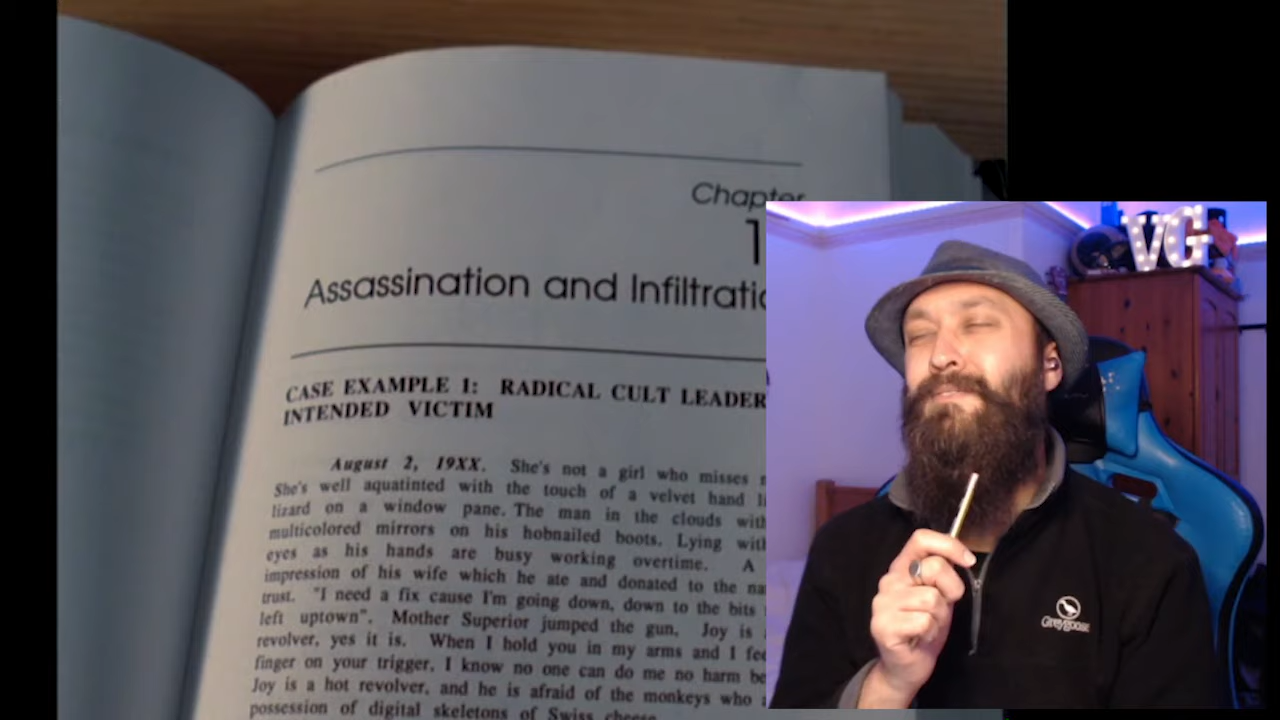 Chapter
1
Assassination and Infiltratio
CASE EXAMPLE 1: RADICAL CULT LEADER
INTENDED VICTIM
August 2, 19XX. She's not a girl who misses
She's well aquatinted with the touch of a velvet hand
lizard on a window pane. The man in the clouds with
multicolored mirrors on his hobnailed boots. Lying with
eyes as his hands are busy working overtime. A
impression of his wife which he ate and donated to the
trust. "I need a fix cause I'm going down, down to the bits
left uptown". Mother Superior jumped the gun. Joy is
revolver, yes it is. When I hold you in my arms and I
finger on your trigger, I know no one can do me no harm
Joy is a hot revolver, and he is afraid of the monkeys who
possession of digital skeletons of Swiss cheese
VG
Greygoose